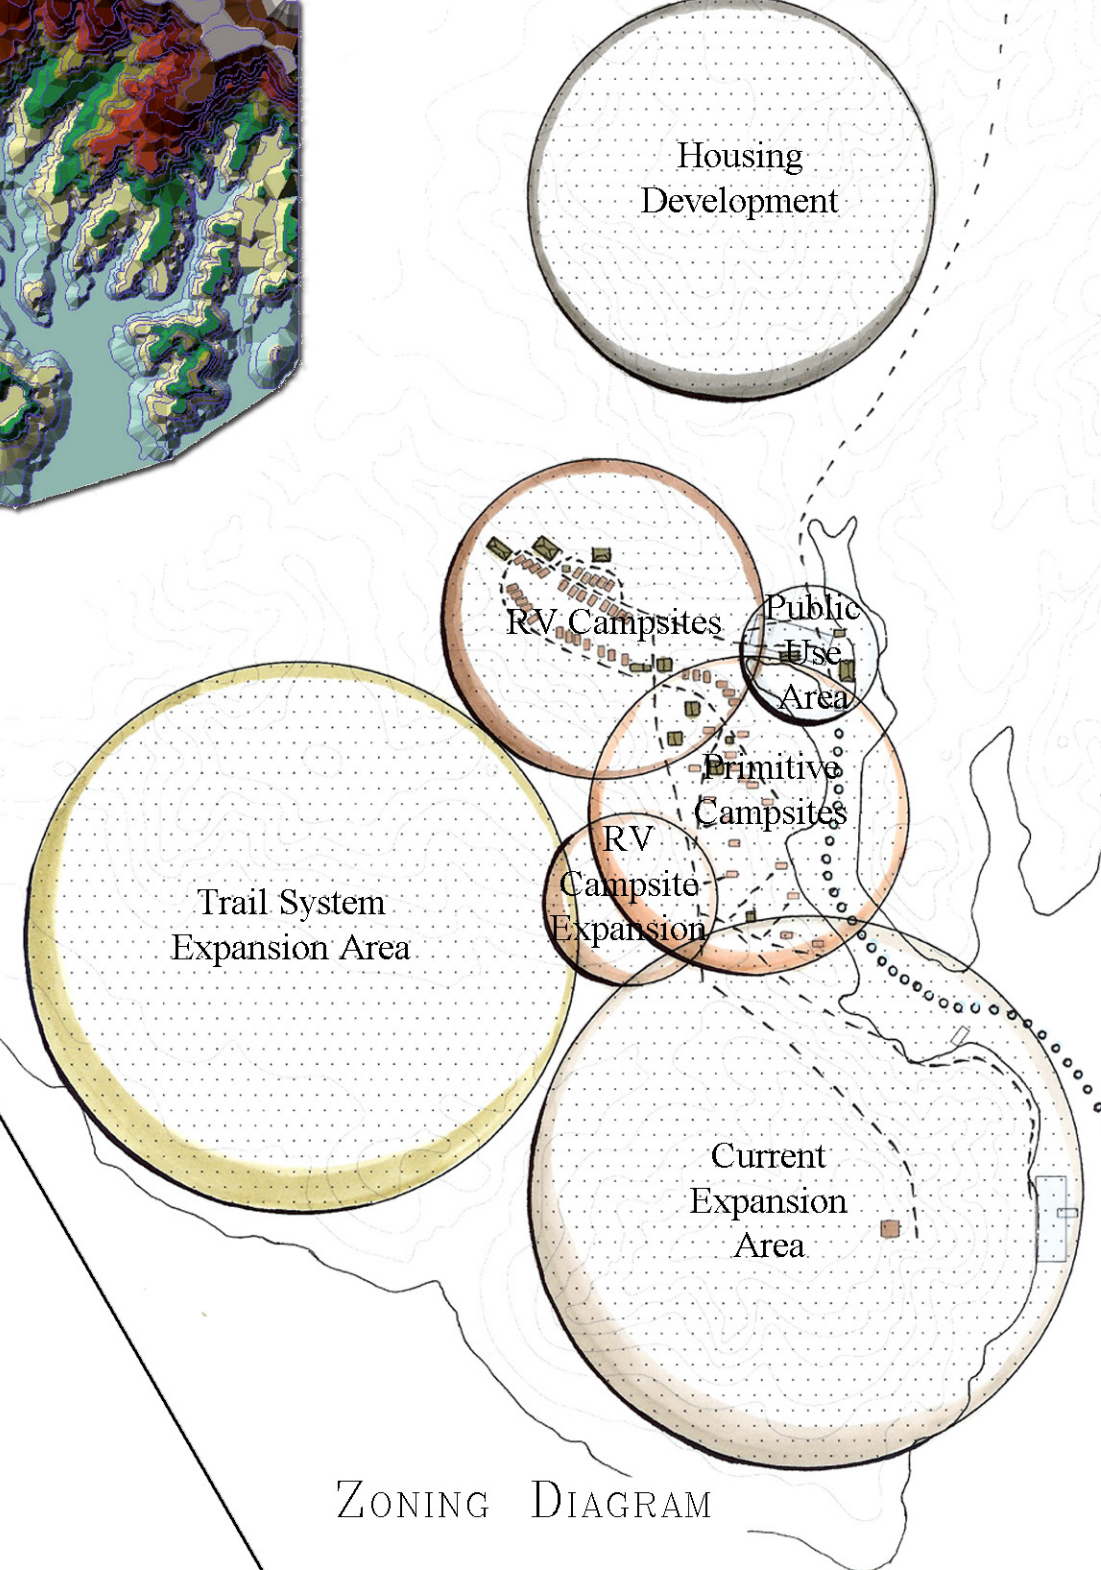 Housing
Development
RV Campsites
Public
Use
Area
Primitive
Campsites
RV
Campsite
Expansion
Trail System
Expansion Area
Current
Expansion
Area
ZONING DIAGRAM